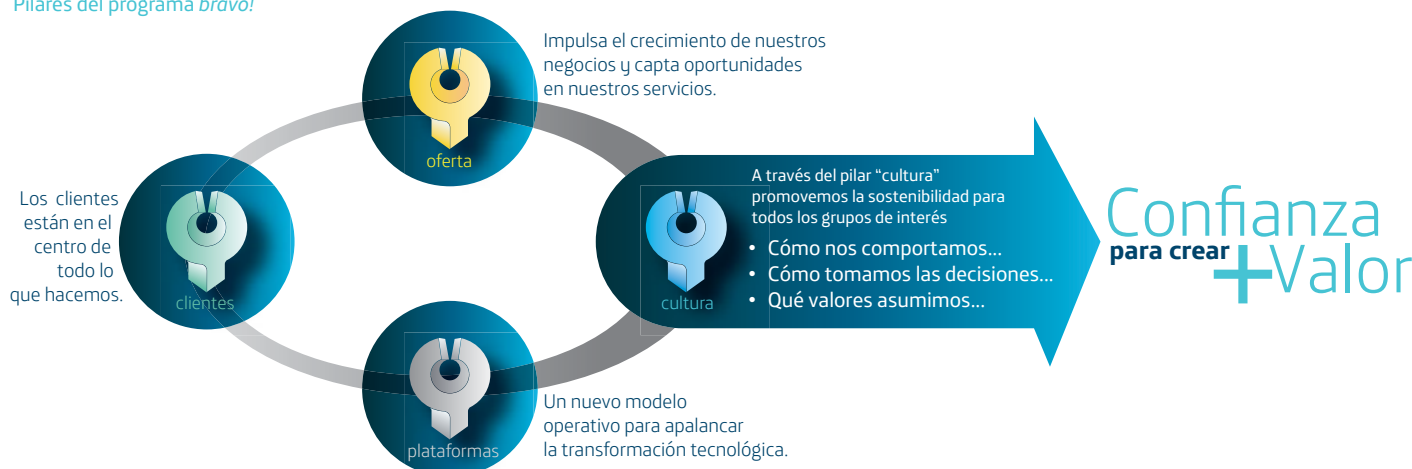 Pilares del programa bravo!
Impulsa el crecimiento de nuestros
negocios y capta oportunidades
en nuestros servicios.
oferta
Los clientes
están en el
centro de
todo lo
que hacemos.
clientes
A través del pilar “cultura”
promovemos la sostenibilidad para
todos los grupos de interés
• Cómo nos comportamos...
• Cómo tomamos las decisiones...
• Qué valores asumimos...
cultura
Confianza
para crear
+Valor
Un nuevo modelo
operativo para apalancar
la transformación tecnológica.
plataformas